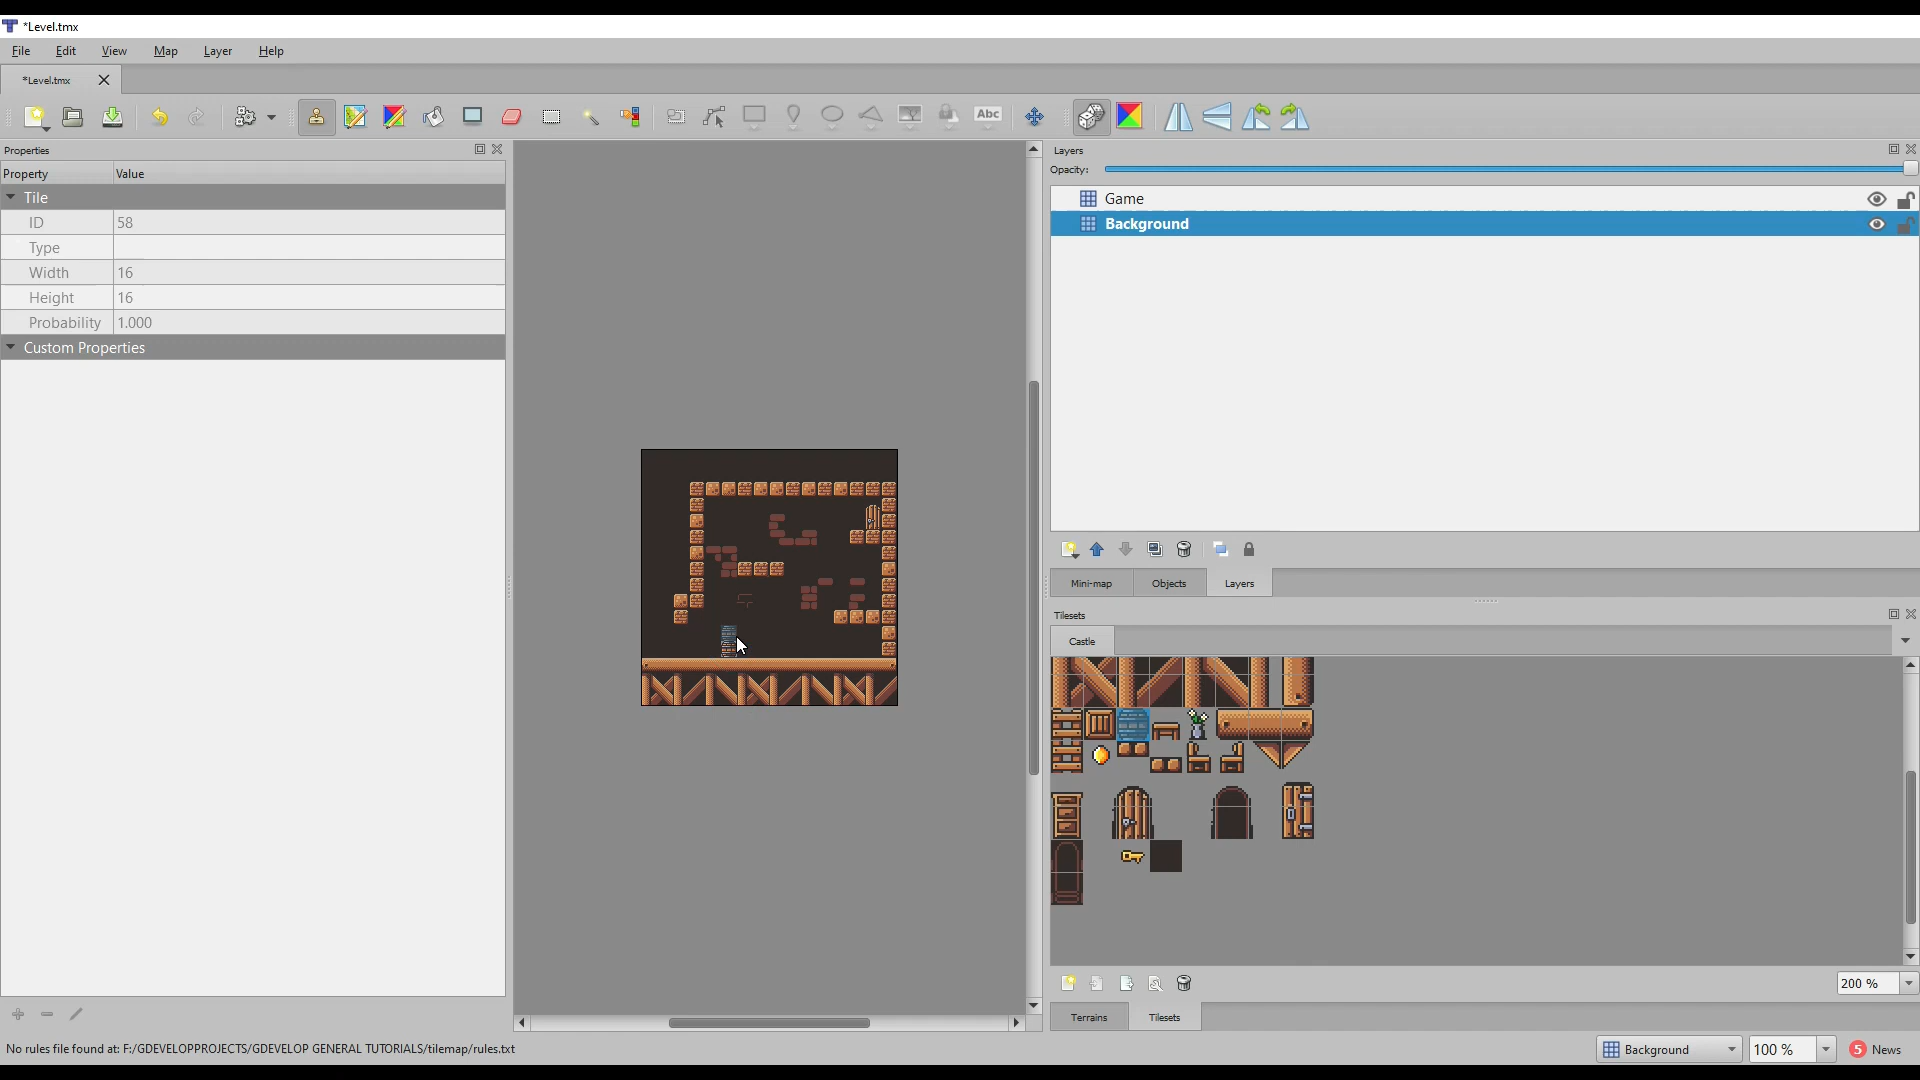 *Level.tmx
File Edit View Map Layer Help
*Level.tmx
Abc
Properties
Property Value
Tile
ID 58
Type
Width 16
Height 16
Probability 1.000
Custom Properties
No rules file found at: F:/GDEVELOPPROJECTS/GDEVELOP GENERAL TUTORIALS/tilemap/rules.txt
Layers
Opacity:
Game
Background
Mini-map Objects Layers
Tilesets
Castle
200 %
Terrains Tilesets
Background 100 % 5 News